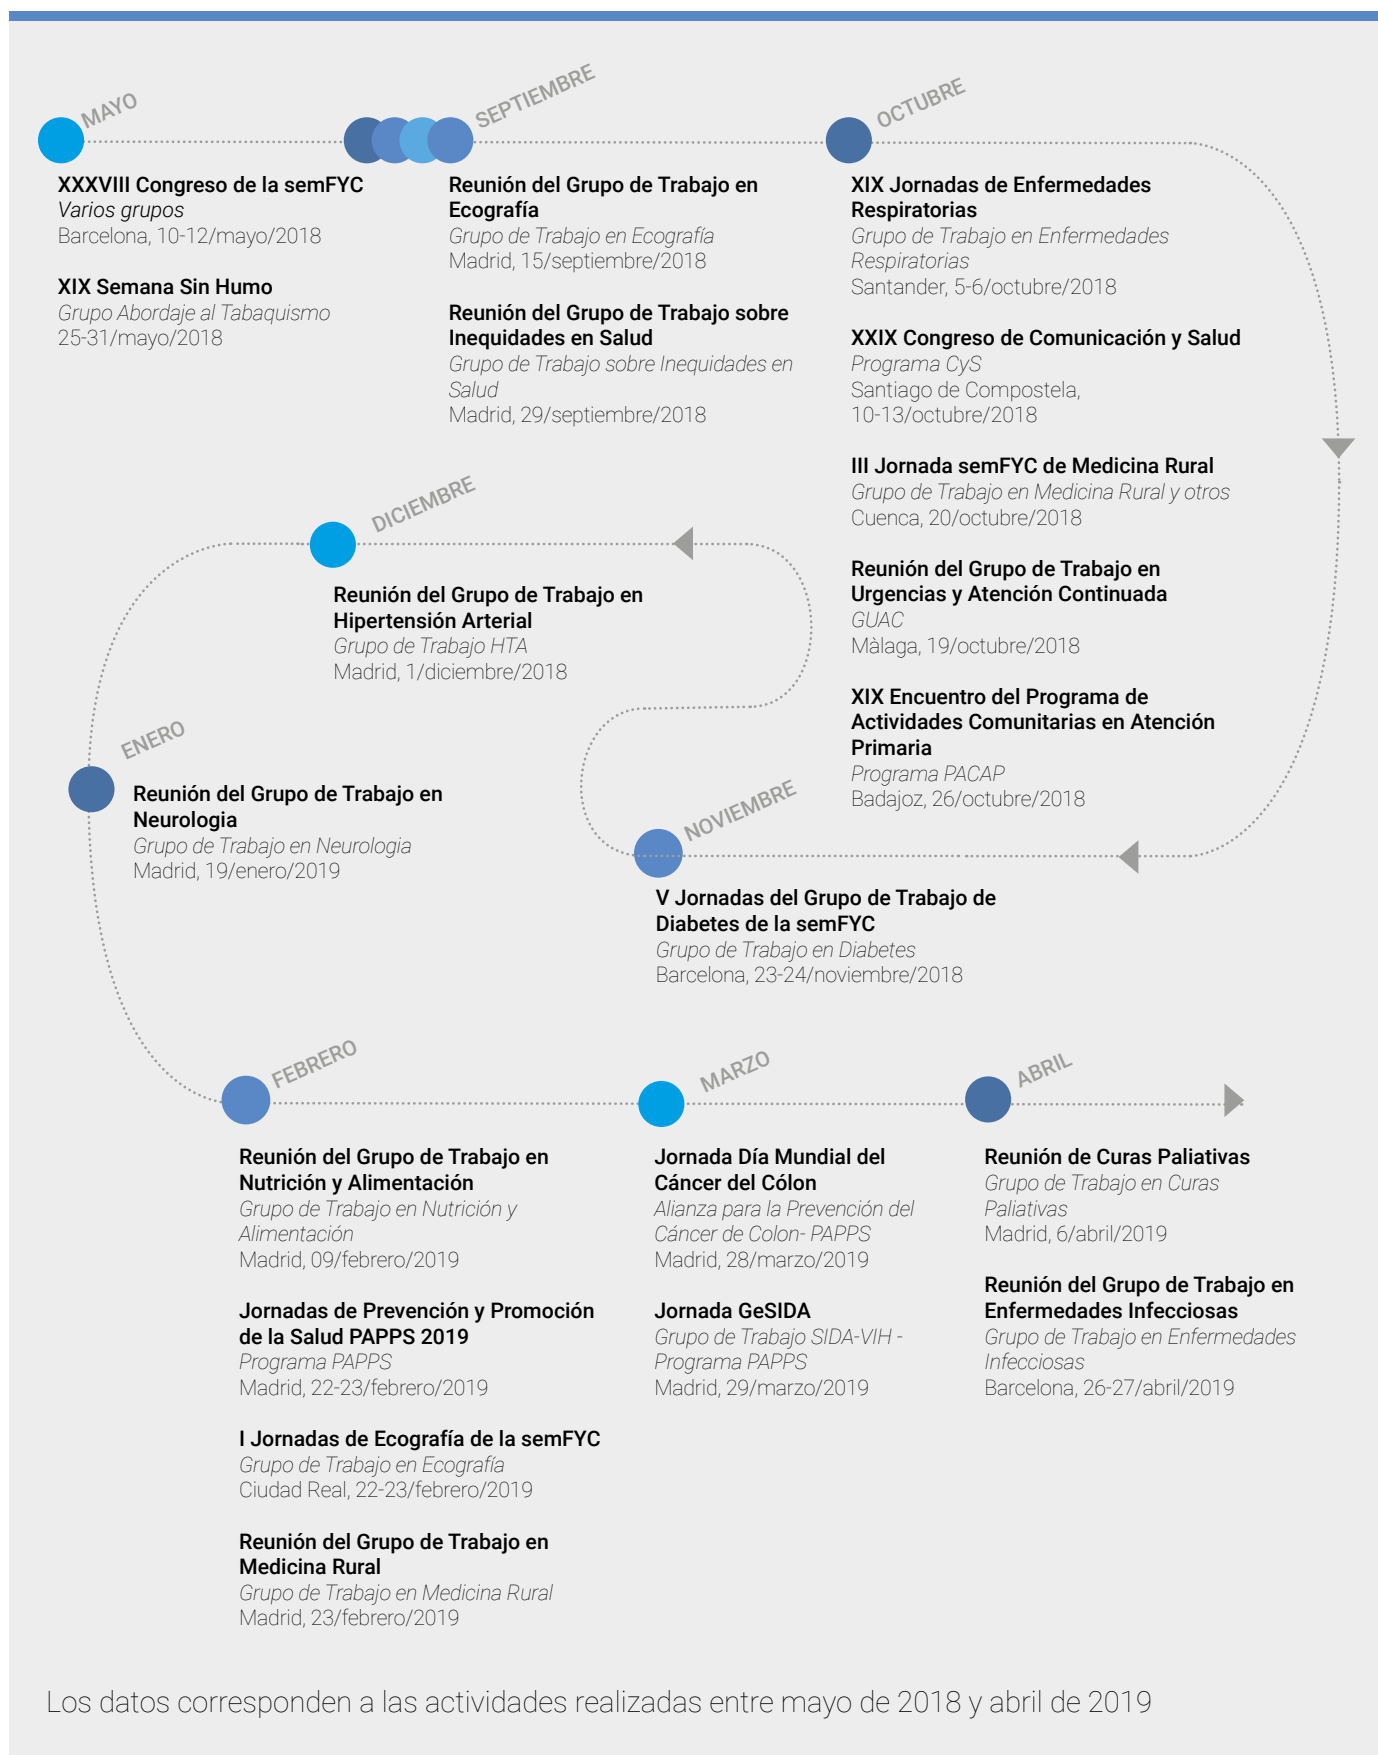 MAYO
XXXVIII Congreso de la semFYC
Varios grupos
Barcelona, 10-12/mayo/2018
XIX Semana Sin Humo
Grupo Abordaje al Tabaquismo
25-31/mayo/2018
SEPTIEMBRE
Reunión del Grupo de Trabajo en
Ecografía
Grupo de Trabajo en Ecografía
Madrid, 15/septiembre/2018
Reunión del Grupo de Trabajo sobre
Inequidades en Salud
Grupo de Trabajo sobre Inequidades en
Salud
Madrid, 29/septiembre/2018
OCTUBRE
XIX Jornadas de Enfermedades
Respiratorias
Grupo de Trabajo en Enfermedades
Respiratorias
Santander, 5-6/octubre/2018
XXIX Congreso de Comunicación y Salud
Programa CyS
Santiago de Compostela,
10-13/octubre/2018
III Jornada semFYC de Medicina Rural
Grupo de Trabajo en Medicina Rural y otros
Cuenca, 20/octubre/2018
Reunión del Grupo de Trabajo en
Urgencias y Atención Continuada
GUAC
Màlaga, 19/octubre/2018
XIX Encuentro del Programa de
Actividades Comunitarias en Atención
Primaria
Programa PACAP
Badajoz, 26/octubre/2018
NOVIEMBRE
V Jornadas del Grupo de Trabajo de
Diabetes de la semFYC
Grupo de Trabajo en Diabetes
Barcelona, 23-24/noviembre/2018
DICIEMBRE
Reunión del Grupo de Trabajo en
Hipertensión Arterial
Grupo de Trabajo HTA
Madrid, 1/diciembre/2018
ENERO
Reunión del Grupo de Trabajo en
Neurologia
Grupo de Trabajo en Neurologia
Madrid, 19/enero/2019
FEBRERO
Reunión del Grupo de Trabajo en
Nutrición y Alimentación
Grupo de Trabajo en Nutrición y
Alimentación
Madrid, 09/febrero/2019
Jornadas de Prevención y Promoción
de la Salud PAPPS 2019
Programa PAPPS
Madrid, 22-23/febrero/2019
I Jornadas de Ecografía de la semFYC
Grupo de Trabajo en Ecografía
Ciudad Real, 22-23/febrero/2019
Reunión del Grupo de Trabajo en
Medicina Rural
Grupo de Trabajo en Medicina Rural
Madrid, 23/febrero/2019
MARZO
Jornada Día Mundial del
Cáncer del Cólon
Alianza para la Prevención del
Cáncer de Colon- PAPPS
Madrid, 28/marzo/2019
Jornada GeSIDA
Grupo de Trabajo SIDA-VIH -
Programa PAPPS
Madrid, 29/marzo/2019
ABRIL
Reunión de Curas Paliativas
Grupo de Trabajo en Curas
Paliativas
Madrid, 6/abril/2019
Reunión del Grupo de Trabajo en
Enfermedades Infecciosas
Grupo de Trabajo en Enfermedades
Infecciosas
Barcelona, 26-27/abril/2019
Los datos corresponden a las actividades realizadas entre mayo de 2018 y abril de 2019